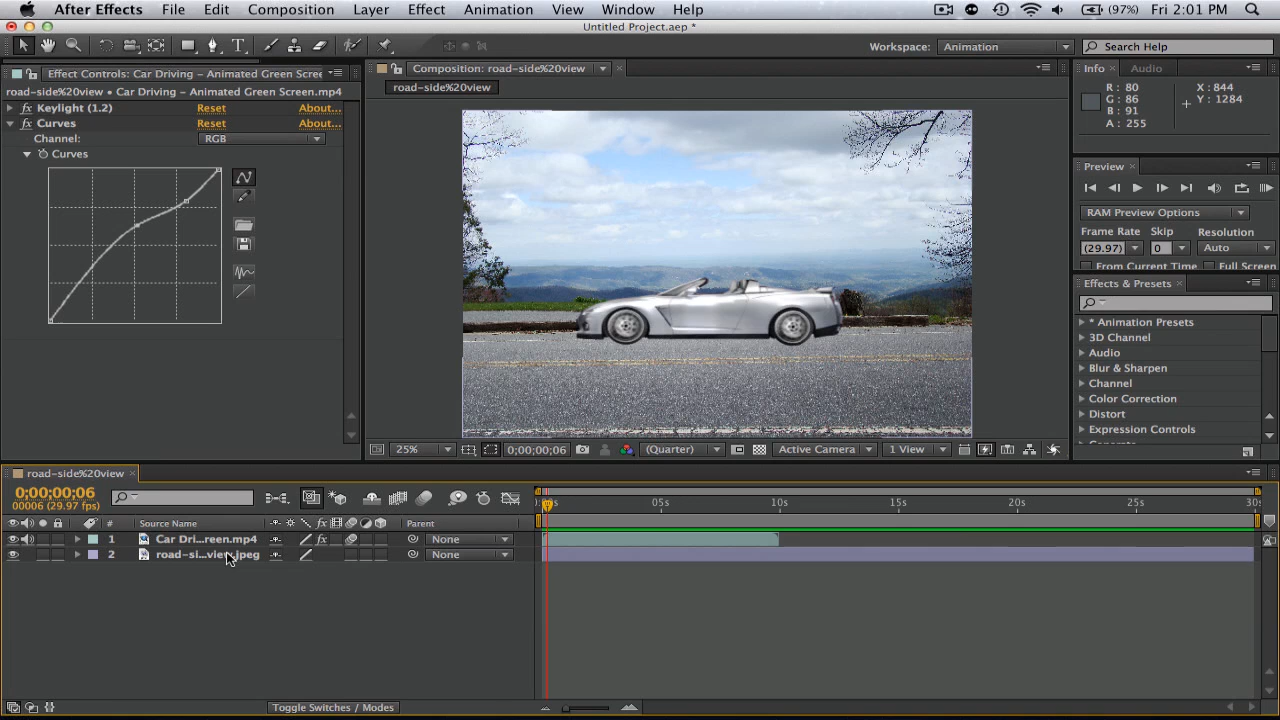 After Effects File Edit Composition Layer Effect Animation View Window Help (97%) Fri 2:01 PM
Untitled Project.aep *
Workspace: Animation Search Help
Effect Controls: Car Driving – Animated Green Scree
Composition: road-side%20view
Info Audio
road-side%20view • Car Driving – Animated Green Screen.mp4
road-side%20view
R: 80 X: 844
G: 86 Y: 1284
B: 91
A: 255
fx Keylight (1.2) Reset About...
fx Curves Reset About...
Channel: RGB
Curves
Preview
RAM Preview Options
Frame Rate Skip Resolution
(29.97) 0 Auto
From Current Time Full Screen
Effects & Presets
* Animation Presets
3D Channel
Audio
Blur & Sharpen
Channel
Color Correction
Distort
Expression Controls
25% 0;00;00;06 (Quarter) Active Camera 1 View
road-side%20view
0;00;00;06
00006 (29.97 fps)
05s 10s 15s 20s 25s 30s
# Source Name fx Parent
1 Car Dri...reen.mp4 fx None
2 road-si...view.jpeg None
Toggle Switches / Modes